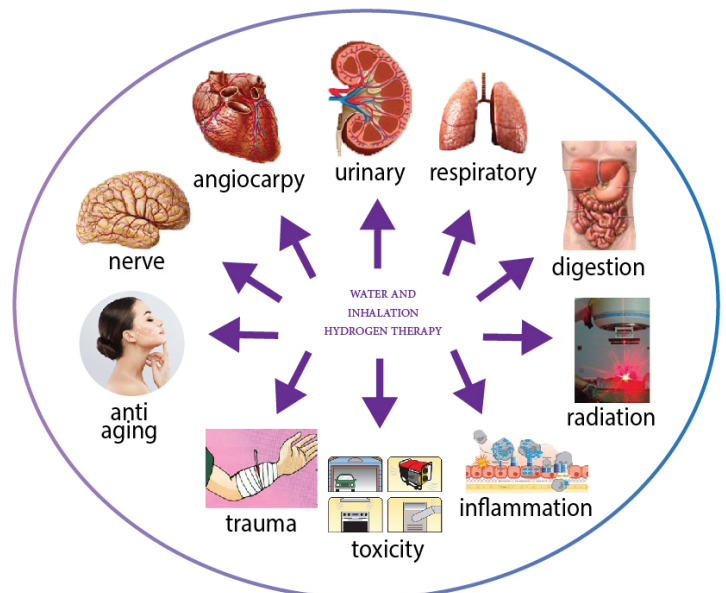 angiocarpy
urinary
respiratory
nerve
digestion
WATER AND
INHALATION
HYDROGEN THERAPY
anti
aging
radiation
trauma
toxicity
inflammation